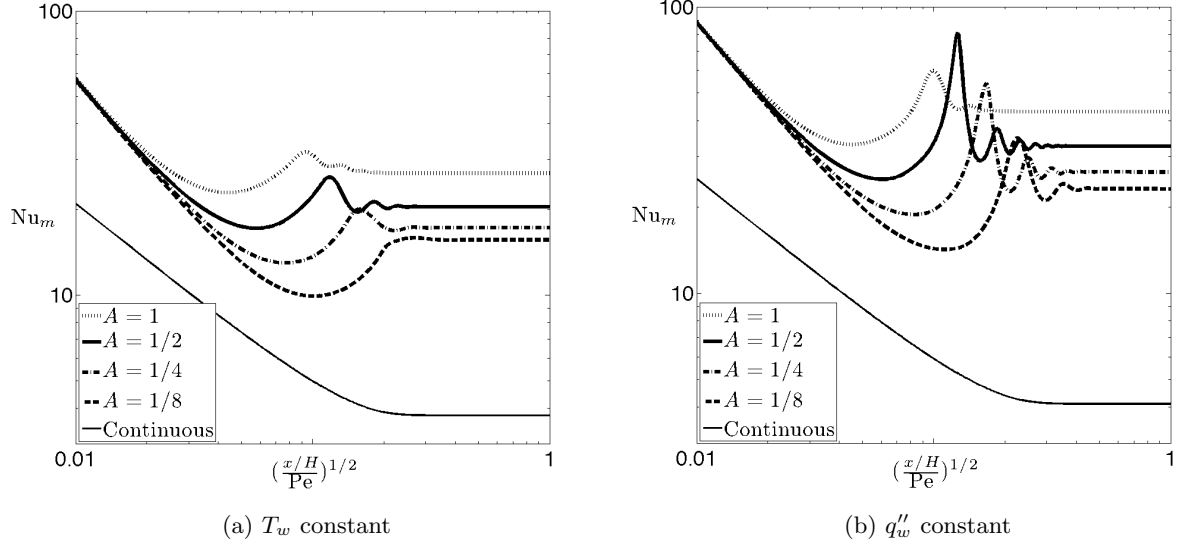 100
Nu_m
10
A = 1
A = 1/2
A = 1/4
A = 1/8
Continuous
0.01
1
(\frac{x/H}{Pe})^{1/2}
(a) T_w constant
100
Nu_m
10
A = 1
A = 1/2
A = 1/4
A = 1/8
Continuous
0.01
1
(\frac{x/H}{Pe})^{1/2}
(b) q''_w constant